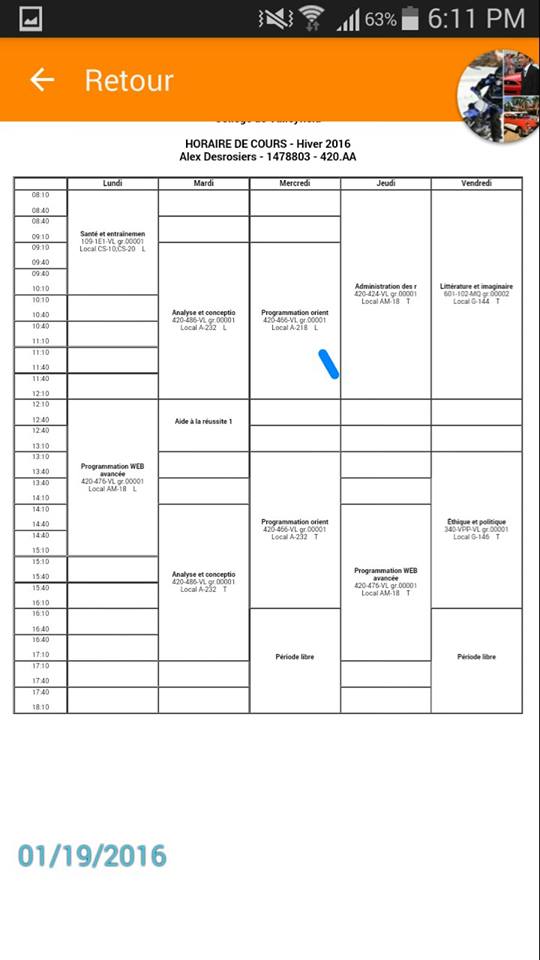 63% 6:11 PM
Retour
HORAIRE DE COURS - Hiver 2016
Alex Desrosiers - 1478803 - 420.AA
Lundi Mardi Mercredi Jeudi Vendredi
08:10
08:40
08:40
09:10
09:10
09:40
09:40
10:10
10:10
10:40
10:40
11:10
11:10
11:40
11:40
12:10
12:10
12:40
12:40
13:10
13:10
13:40
13:40
14:10
14:10
14:40
14:40
15:10
15:10
15:40
15:40
16:10
16:10
16:40
16:40
17:10
17:10
17:40
17:40
18:10
Santé et entraînemen
109-1E1-VL gr.00001
Local CS-10;CS-20 L
Programmation WEB
avancée
420-476-VL gr.00001
Local AM-18 L
Analyse et conceptio
420-486-VL gr.00001
Local A-232 L
Aide à la réussite 1
Analyse et conceptio
420-486-VL gr.00001
Local A-232 T
Programmation orient
420-466-VL gr.00001
Local A-218 L
Programmation orient
420-466-VL gr.00001
Local A-232 T
Période libre
Administration des r
420-424-VL gr.00001
Local AM-18 T
Programmation WEB
avancée
420-476-VL gr.00001
Local AM-18 T
Littérature et imaginaire
601-102-MQ gr.00002
Local G-144 T
Éthique et politique
340-VPP-VL gr.00001
Local G-146 T
Période libre
01/19/2016